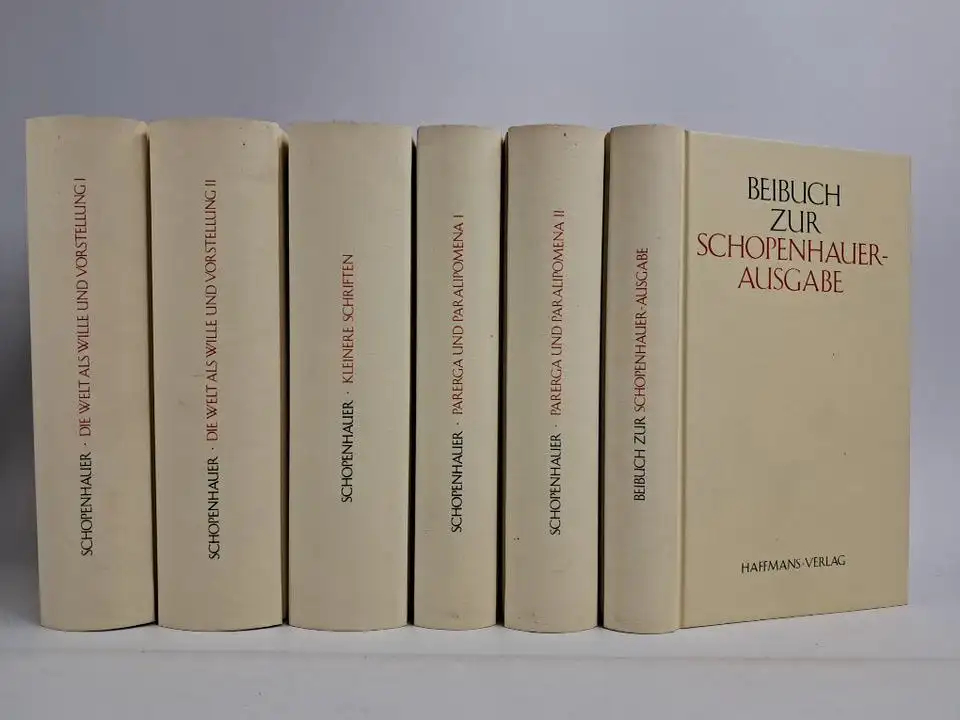 SCHOPENHAUER · DIE WELT ALS WILLE UND VORSTELLUNG I
SCHOPENHAUER · DIE WELT ALS WILLE UND VORSTELLUNG II
SCHOPENHAUER · KLEINERE SCHRIFTEN
SCHOPENHAUER · PARERGA UND PARALIPOMENA I
SCHOPENHAUER · PARERGA UND PARALIPOMENA II
BEIBUCH ZUR SCHOPENHAUER-AUSGABE
BEIBUCH
ZUR
SCHOPENHAUER-
AUSGABE
HAFFMANS·VERLAG